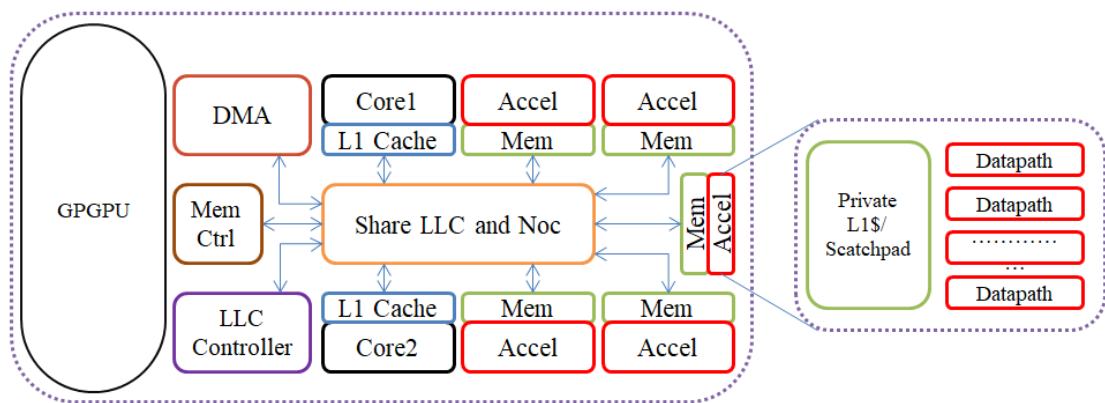 GPGPU
DMA
Core1
L1 Cache
Accel
Mem
Accel
Mem
Mem
Ctrl
Share LLC and Noc
Mem
Accel
LLC
Controller
L1 Cache
Core2
Mem
Accel
Mem
Accel
Private
L1$/
Scatchpad
Datapath
Datapath
............
...
Datapath